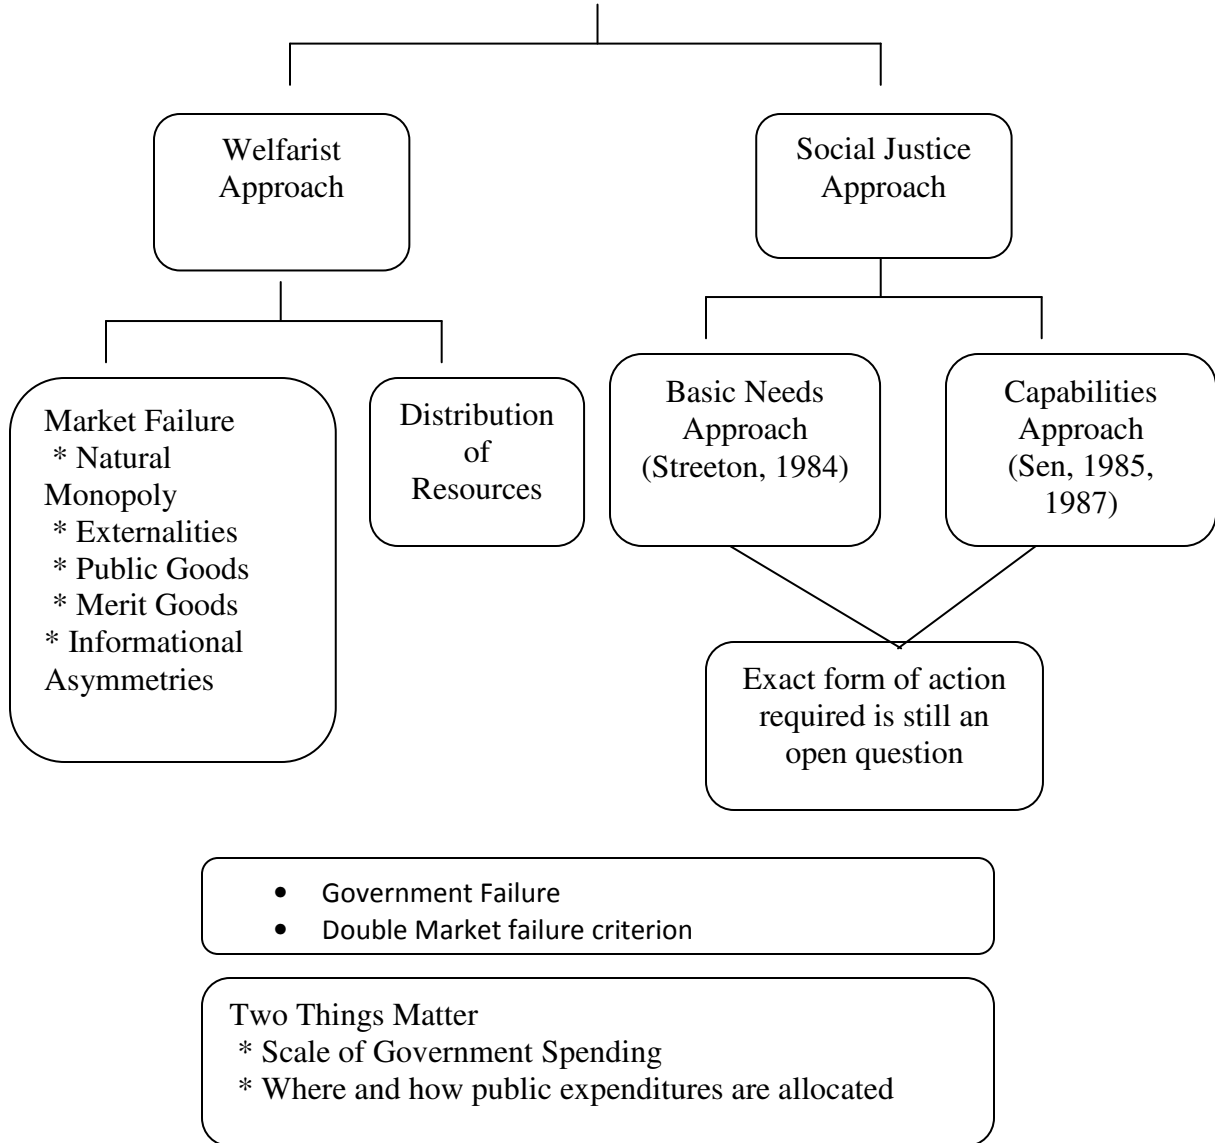 Welfarist
Approach
Social Justice
Approach
Market Failure
* Natural
Monopoly
* Externalities
* Public Goods
* Merit Goods
* Informational
Asymmetries
Distribution
of
Resources
Basic Needs
Approach
(Streeton, 1984)
Capabilities
Approach
(Sen, 1985,
1987)
Exact form of action
required is still an
open question
• Government Failure
• Double Market failure criterion
Two Things Matter
* Scale of Government Spending
* Where and how public expenditures are allocated